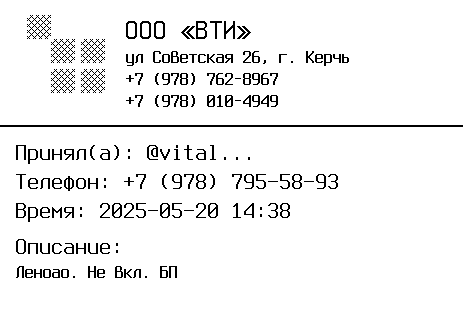 ООО «ВТИ»
ул Советская 26, г. Керчь
+7 (978) 762-8967
+7 (978) 010-4949
Принял(а): @vital...
Телефон: +7 (978) 795-58-93
Время: 2025-05-20 14:38
Описание:
Леноао. Не Вкл. БП